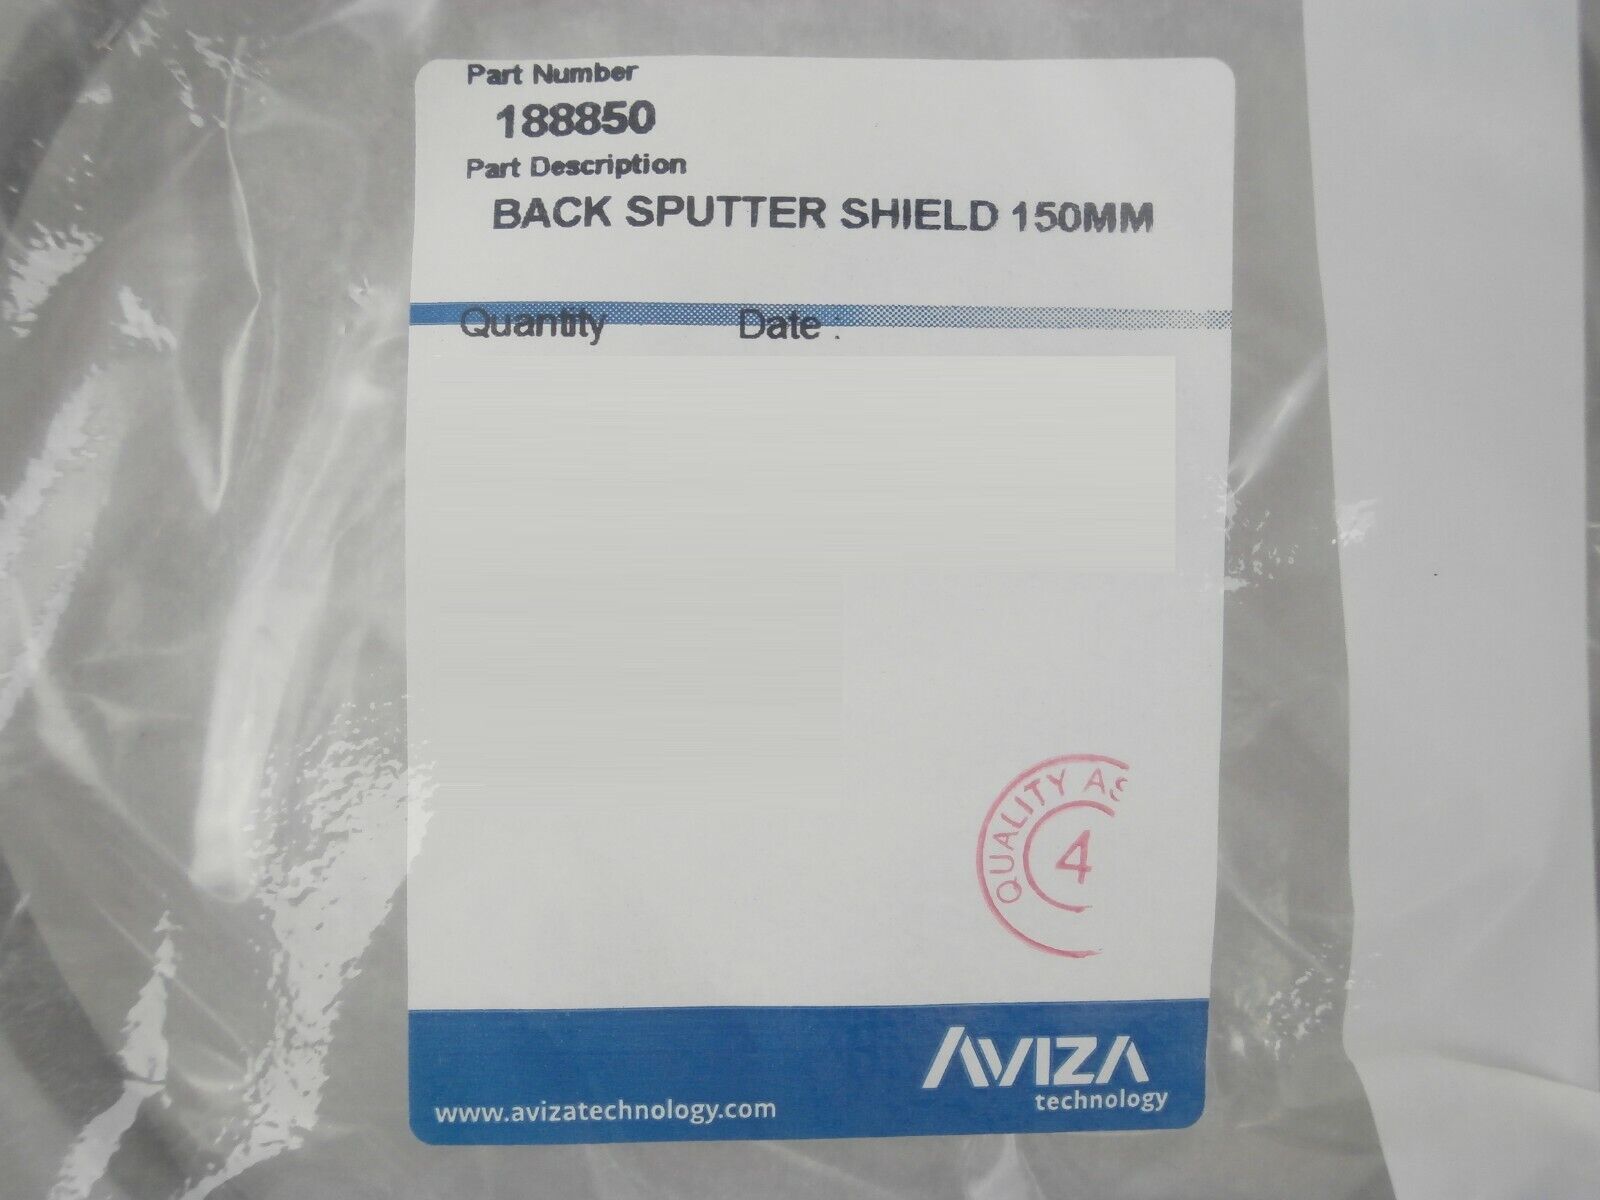 Part Number
188850
Part Description
BACK SPUTTER SHIELD 150MM
Quantity Date :
QUALITY
4
AVIZA
technology
www.avizatechnology.com